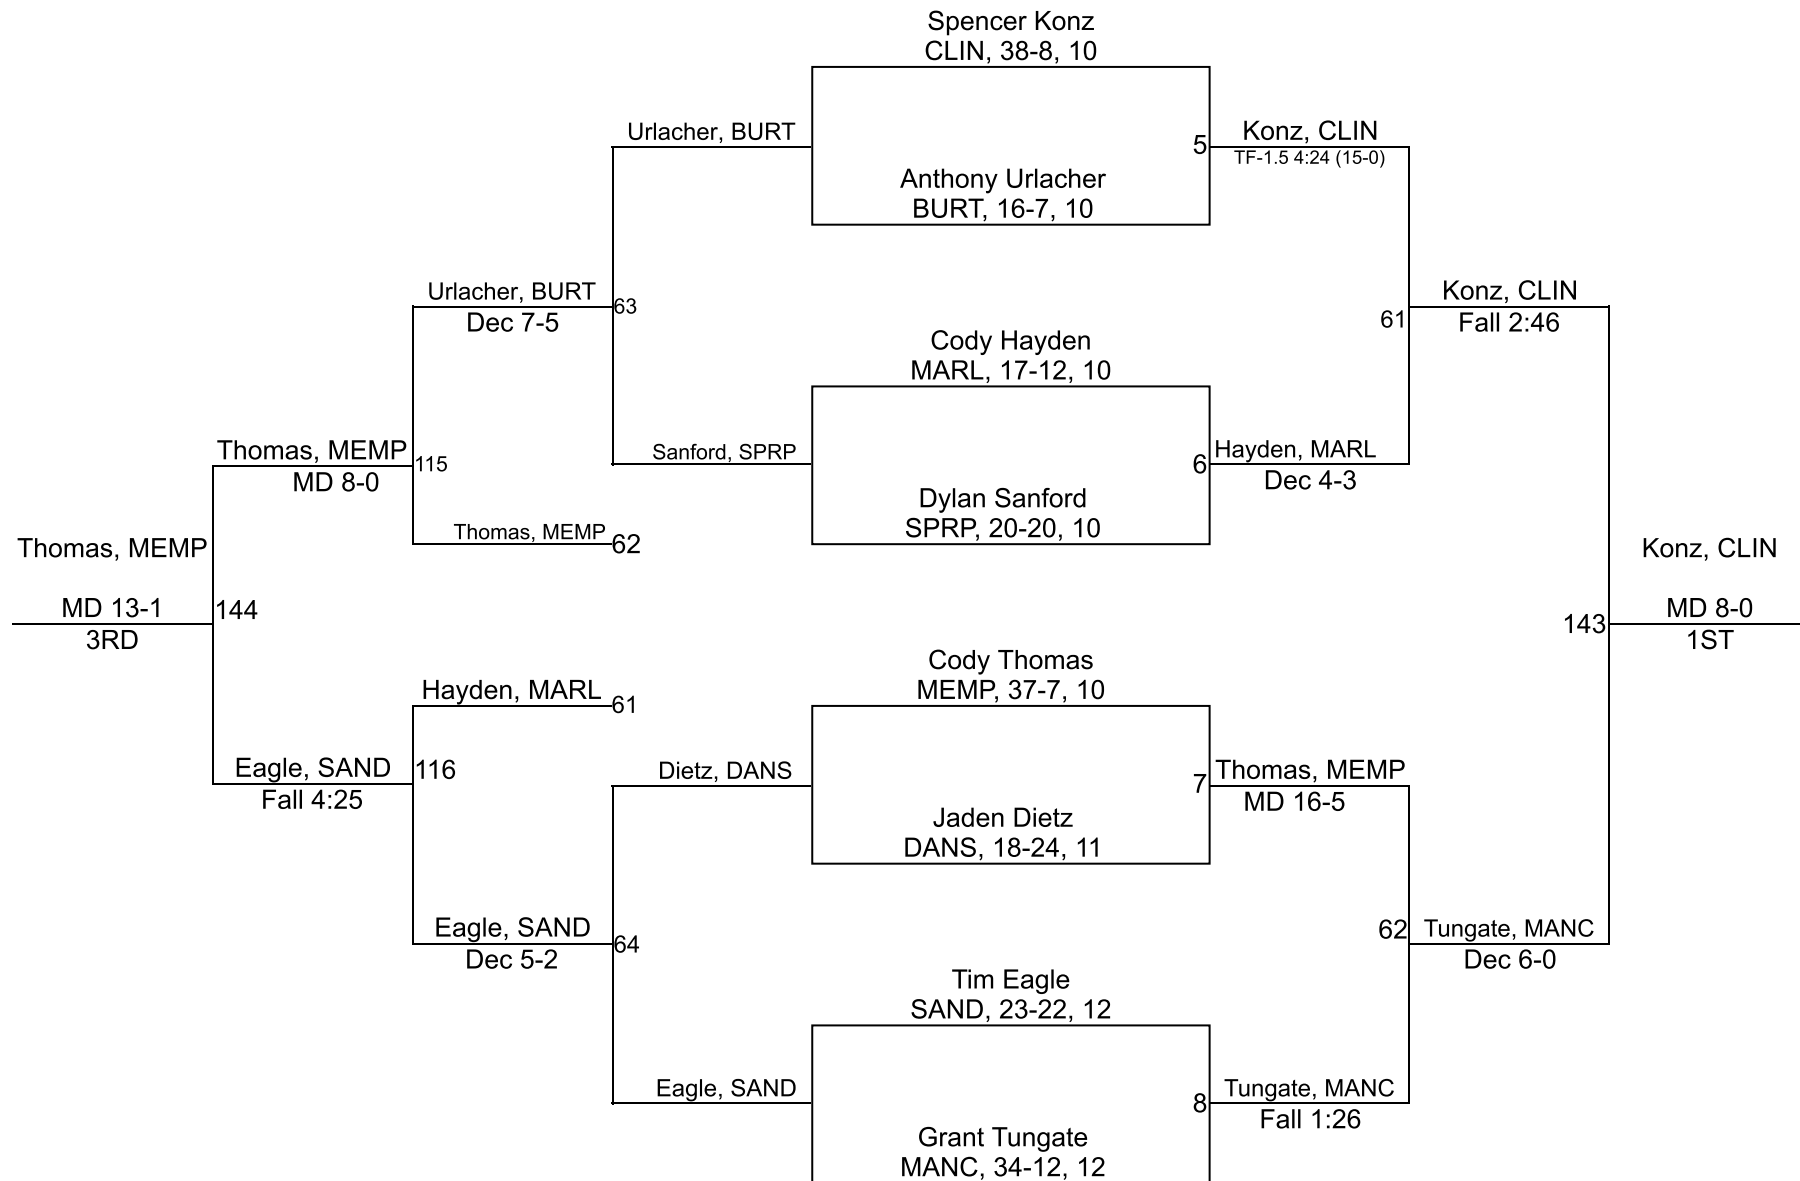 Spencer Konz
CLIN, 38-8, 10
Urlacher, BURT
5
Konz, CLIN
TF-1.5 4:24 (15-0)
Anthony Urlacher
BURT, 16-7, 10
Urlacher, BURT
Dec 7-5
63
61
Konz, CLIN
Fall 2:46
Cody Hayden
MARL, 17-12, 10
Thomas, MEMP
MD 8-0
115
Sanford, SPRP
6
Hayden, MARL
Dec 4-3
Dylan Sanford
SPRP, 20-20, 10
Thomas, MEMP
62
Thomas, MEMP
MD 13-1
3RD
144
143
Konz, CLIN
MD 8-0
1ST
Cody Thomas
MEMP, 37-7, 10
Hayden, MARL
61
Eagle, SAND
Fall 4:25
116
Dietz, DANS
7
Thomas, MEMP
MD 16-5
Jaden Dietz
DANS, 18-24, 11
Eagle, SAND
Dec 5-2
64
62
Tungate, MANC
Dec 6-0
Tim Eagle
SAND, 23-22, 12
Eagle, SAND
8
Tungate, MANC
Fall 1:26
Grant Tungate
MANC, 34-12, 12